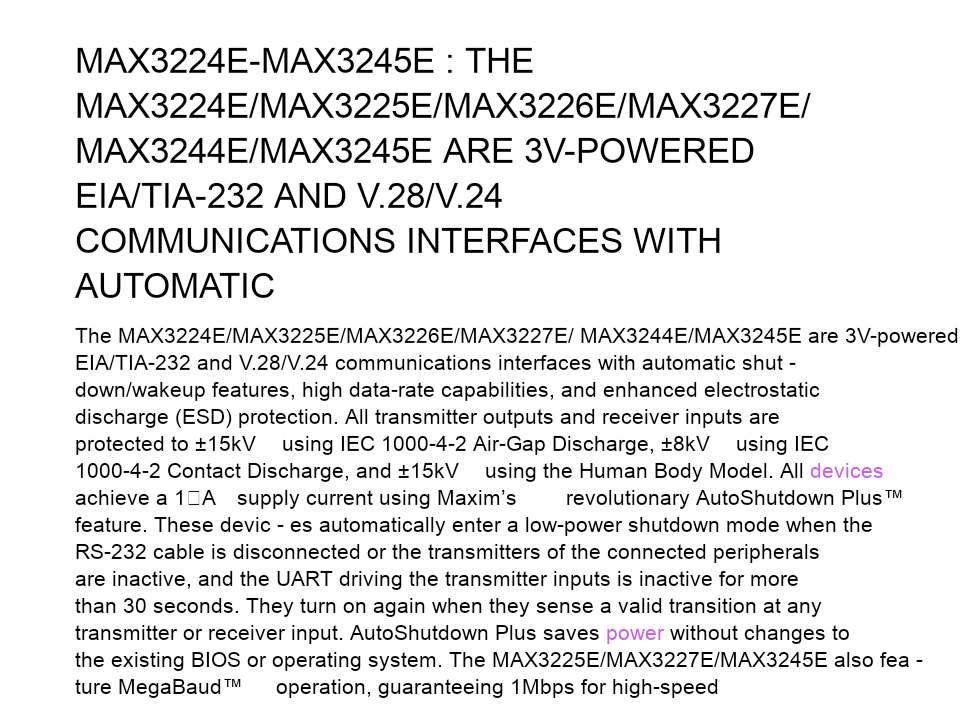 MAX3224E-MAX3245E : THE
MAX3224E/MAX3225E/MAX3226E/MAX3227E/
MAX3244E/MAX3245E ARE 3V-POWERED
EIA/TIA-232 AND V.28/V.24
COMMUNICATIONS INTERFACES WITH
AUTOMATIC
The MAX3224E/MAX3225E/MAX3226E/MAX3227E/ MAX3244E/MAX3245E are 3V-powered
EIA/TIA-232 and V.28/V.24 communications interfaces with automatic shut -
down/wakeup features, high data-rate capabilities, and enhanced electrostatic
discharge (ESD) protection. All transmitter outputs and receiver inputs are
protected to ±15kV using IEC 1000-4-2 Air-Gap Discharge, ±8kV using IEC
1000-4-2 Contact Discharge, and ±15kV using the Human Body Model. All devices
achieve a 1□A supply current using Maxim’s revolutionary AutoShutdown Plus™
feature. These devic - es automatically enter a low-power shutdown mode when the
RS-232 cable is disconnected or the transmitters of the connected peripherals
are inactive, and the UART driving the transmitter inputs is inactive for more
than 30 seconds. They turn on again when they sense a valid transition at any
transmitter or receiver input. AutoShutdown Plus saves power without changes to
the existing BIOS or operating system. The MAX3225E/MAX3227E/MAX3245E also fea -
ture MegaBaud™ operation, guaranteeing 1Mbps for high-speed